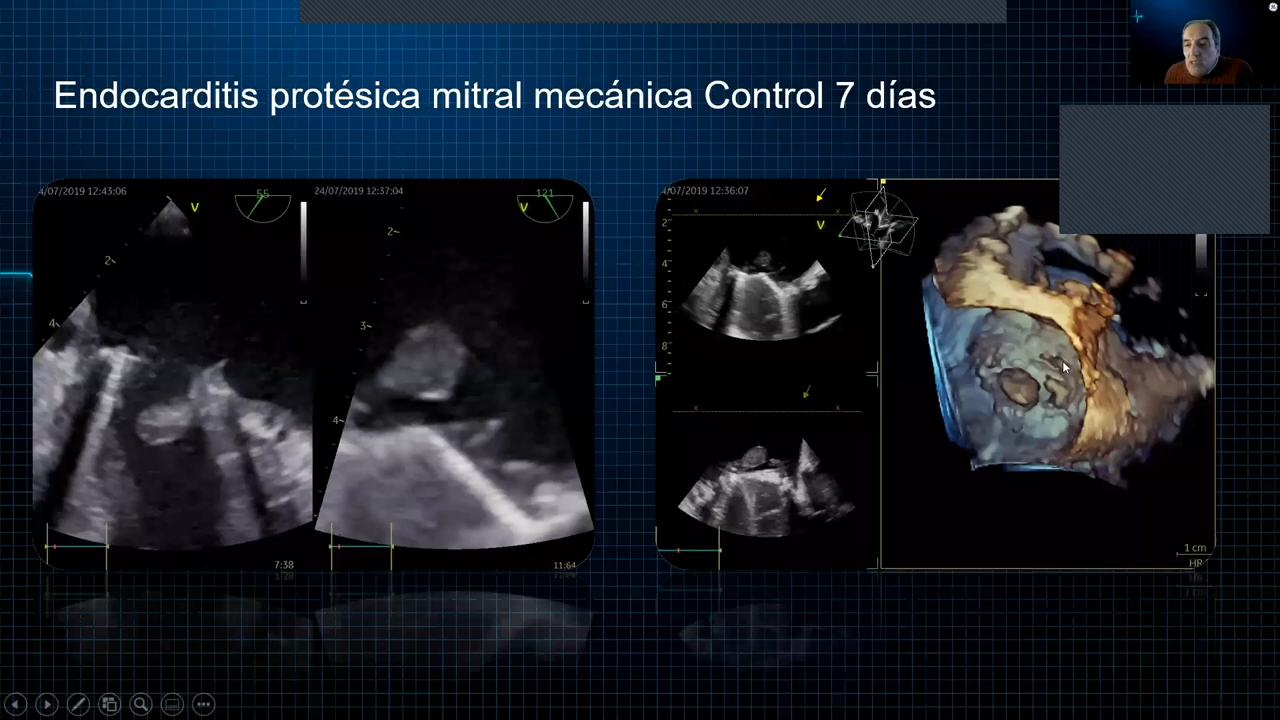 Endocarditis protésica mitral mecánica Control 7 días
4/07/2019 12:43:06
55
V
2
4
7:38
24/07/2019 12:37:04
121
V
2
3
4
11:64
4/07/2019 12:36:07
V
2
4
6
8
1 cm
HR